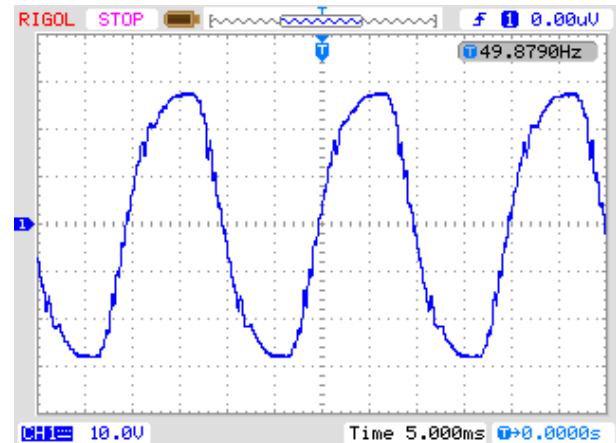 RIGOL STOP T 1 0.00uV
T
T 49.8790Hz
1
CH1 10.0V Time 5.000ms T→0.0000s